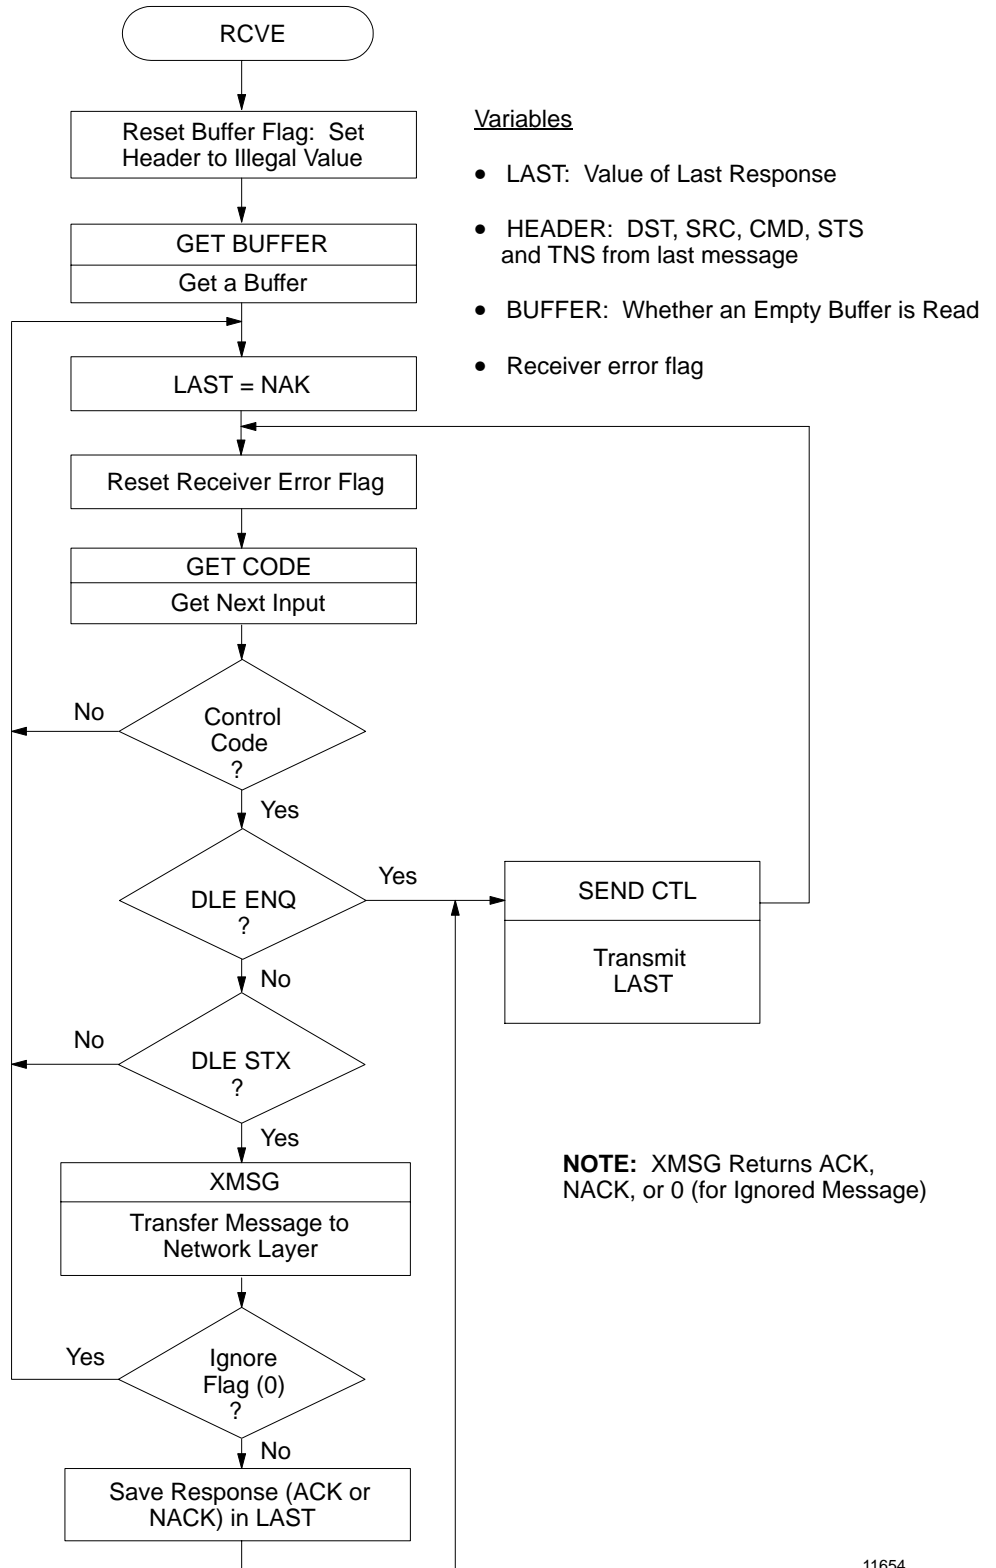 RCVE
Reset Buffer Flag: Set
Header to Illegal Value
GET BUFFER
Get a Buffer
LAST = NAK
Reset Receiver Error Flag
GET CODE
Get Next Input
No
Control
Code
?
Yes
DLE ENQ
?
Yes
No
SEND CTL
Transmit
LAST
No
DLE STX
?
Yes
XMSG
Transfer Message to
Network Layer
Yes
Ignore
Flag (0)
?
No
Save Response (ACK or
NACK) in LAST
Variables
• LAST: Value of Last Response
• HEADER: DST, SRC, CMD, STS
and TNS from last message
• BUFFER: Whether an Empty Buffer is Read
• Receiver error flag
NOTE: XMSG Returns ACK,
NACK, or 0 (for Ignored Message)
11654